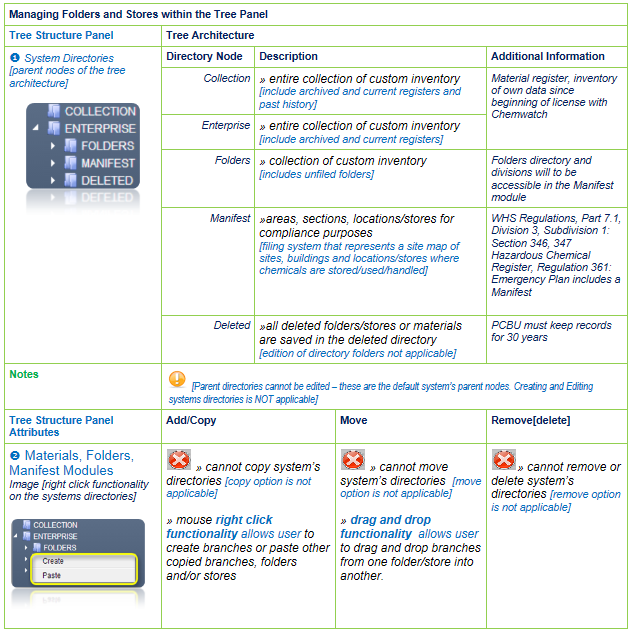 Managing Folders and Stores within the Tree Panel
Tree Structure Panel
Tree Architecture
❶ System Directories
[parent nodes of the tree
architecture]
COLLECTION
ENTERPRISE
FOLDERS
MANIFEST
DELETED
Directory Node
Description
Additional Information
Collection
» entire collection of custom inventory
[include archived and current registers and
past history]
Material register, inventory
of own data since
beginning of license with
Chemwatch
Enterprise
» entire collection of custom inventory
[include archived and current registers]
Folders
» collection of custom inventory
[includes unfiled folders]
Folders directory and
divisions will to be
accessible in the Manifest
module
Manifest
»areas, sections, locations/stores for
compliance purposes
[filing system that represents a site map of
sites, buildings and locations/stores where
chemicals are stored/used/handled]
WHS Regulations, Part 7.1,
Division 3, Subdivision 1:
Section 346, 347
Hazardous Chemical
Register, Regulation 361:
Emergency Plan includes a
Manifest
Deleted
»all deleted folders/stores or materials
are saved in the deleted directory
[edition of directory folders not applicable]
PCBU must keep records
for 30 years
Notes
[Parent directories cannot be edited – these are the default system's parent nodes. Creating and Editing
systems directories is NOT applicable]
Tree Structure Panel
Attributes
Add/Copy
Move
Remove[delete]
❷ Materials, Folders,
Manifest Modules
Image [right click functionality
on the systems directories]
COLLECTION
ENTERPRISE
FOLDERS
Create
Paste
» cannot copy system's
directories [copy option is not
applicable]
» mouse right click
functionality allows user to
create branches or paste other
copied branches, folders
and/or stores
» cannot move
system's directories [move
option is not applicable]
» drag and drop
functionality allows user
to drag and drop branches
from one folder/store into
another.
» cannot remove or
delete system's
directories [remove option
is not applicable]